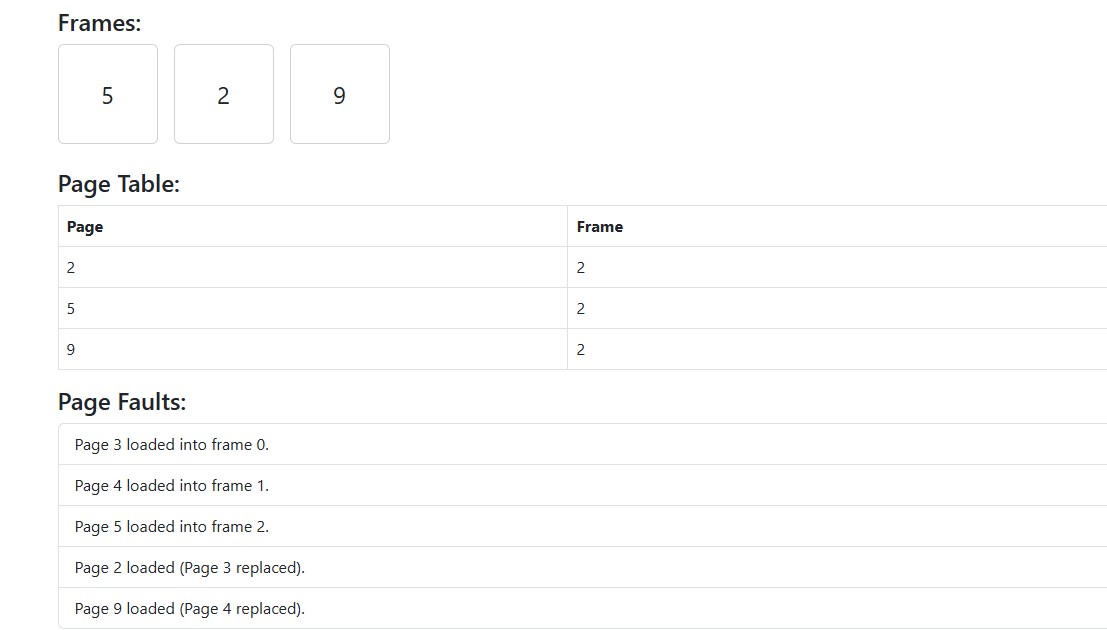 Frames:
5 2 9
Page Table:
Page Frame
2 2
5 2
9 2
Page Faults:
Page 3 loaded into frame 0.
Page 4 loaded into frame 1.
Page 5 loaded into frame 2.
Page 2 loaded (Page 3 replaced).
Page 9 loaded (Page 4 replaced).